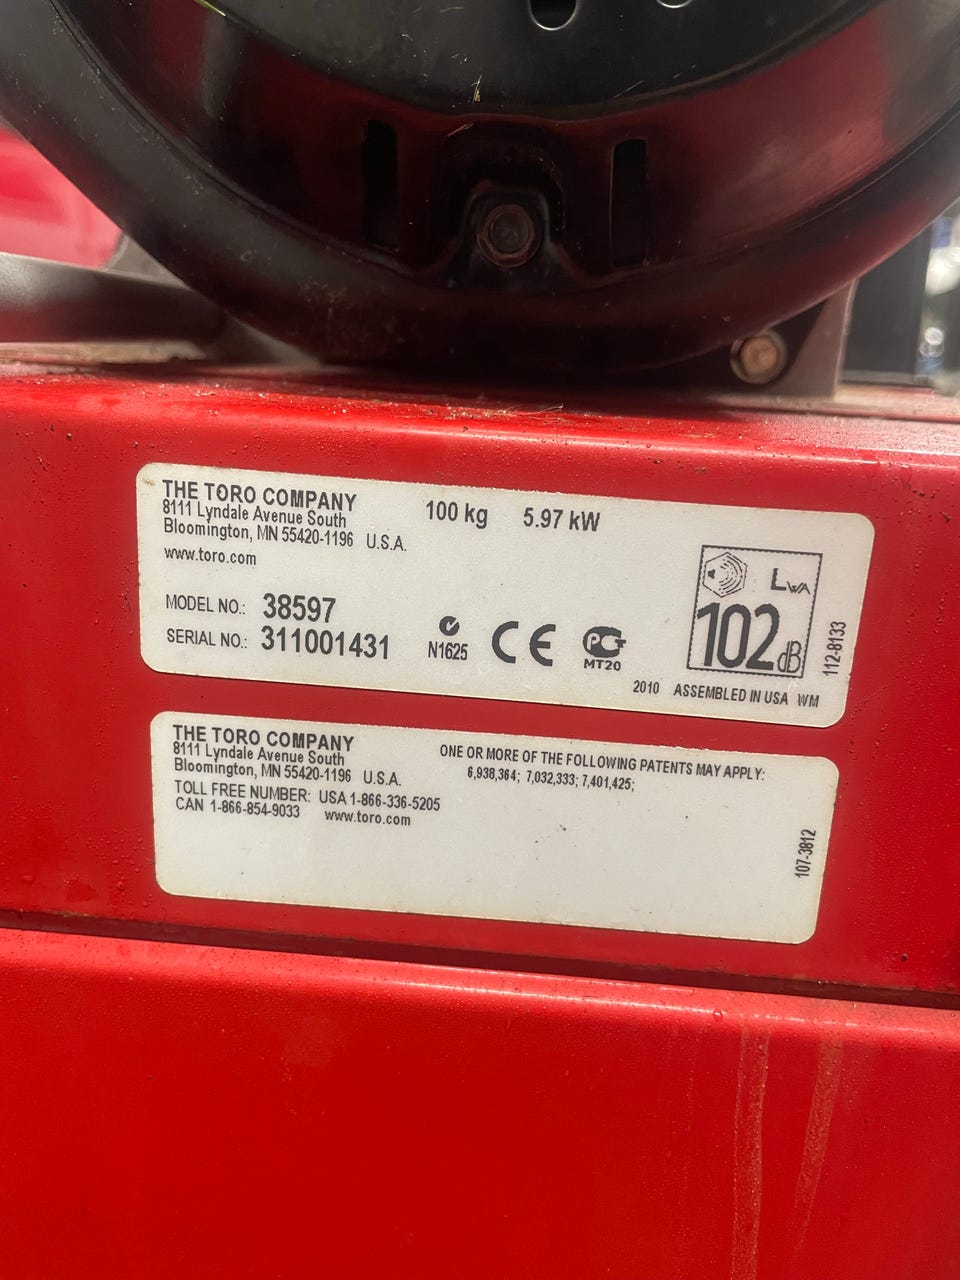 THE TORO COMPANY
8111 Lyndale Avenue South
Bloomington, MN 55420-1196 U.S.A.
www.toro.com
100 kg 5.97 kW
MODEL NO.: 38597
SERIAL NO.: 311001431
N1625
CE
PCT
MT20
LWA
102 dB
2010 ASSEMBLED IN USA WM
112-8133
THE TORO COMPANY
8111 Lyndale Avenue South
Bloomington, MN 55420-1196 U.S.A.
TOLL FREE NUMBER: USA 1-866-336-5205
CAN 1-866-854-9033 www.toro.com
ONE OR MORE OF THE FOLLOWING PATENTS MAY APPLY:
6,938,364; 7,032,333; 7,401,425;
107-3812